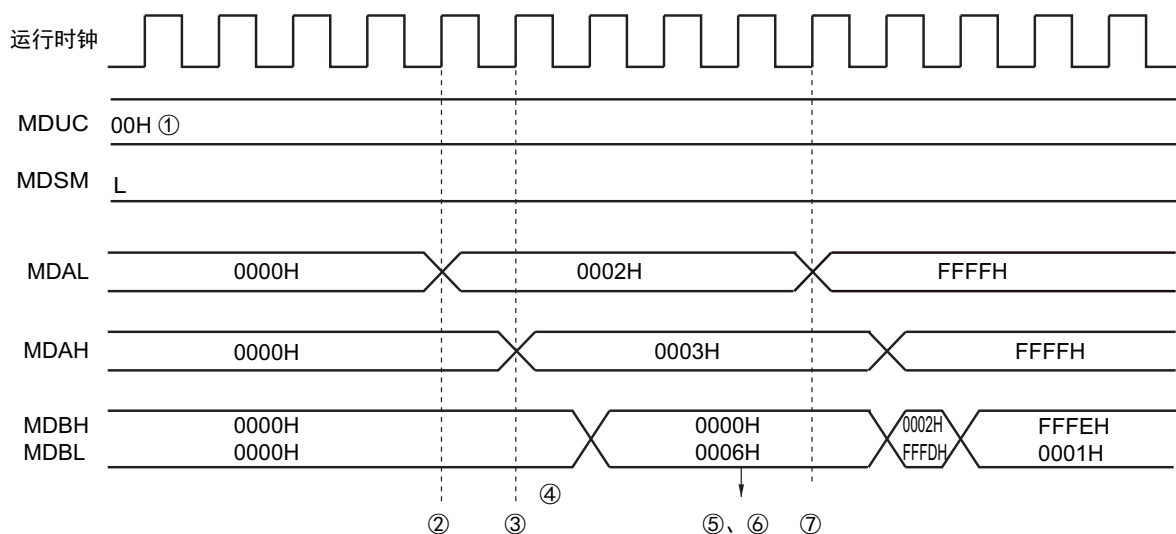 运行时钟
MDUC 00H ①
MDSM L
MDAL 0000H 0002H FFFFH
MDAH 0000H 0003H FFFFH
MDBH 0000H 0000H 0002H FFFEH
MDBL 0000H 0006H FFFDH 0001H
④
② ③ ⑤、⑥ ⑦